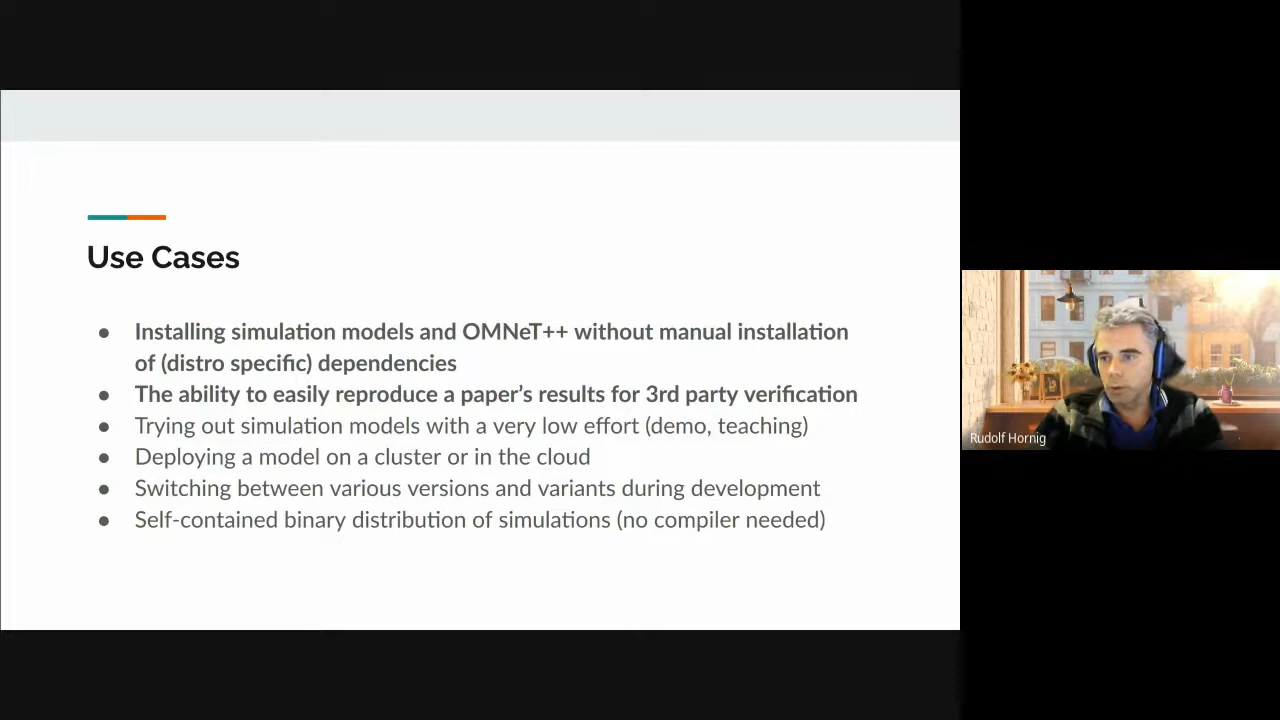 Use Cases
● Installing simulation models and OMNeT++ without manual installation
of (distro specific) dependencies
● The ability to easily reproduce a paper’s results for 3rd party verification
● Trying out simulation models with a very low effort (demo, teaching)
● Deploying a model on a cluster or in the cloud
● Switching between various versions and variants during development
● Self-contained binary distribution of simulations (no compiler needed)
Rudolf Hornig